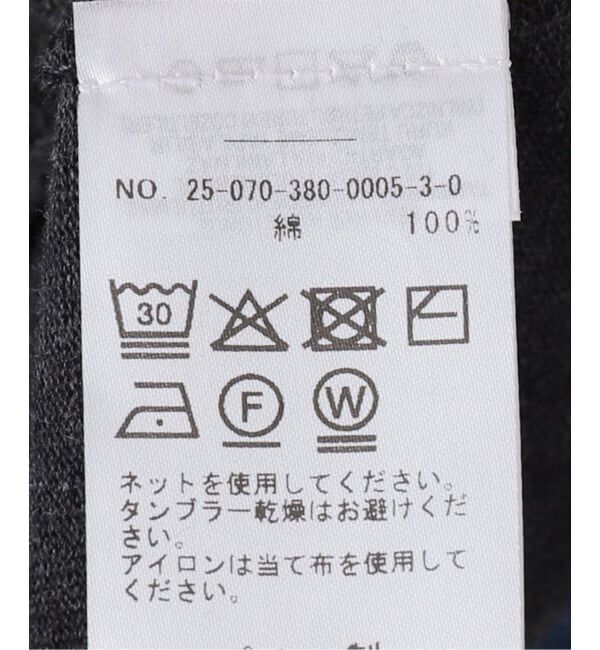 NO. 25-070-380-0005-3-0
綿 100%
30
F W
ネットを使用してください。
タンブラー乾燥はお避けくだ
さい。
アイロンは当て布を使用して
ください。
製